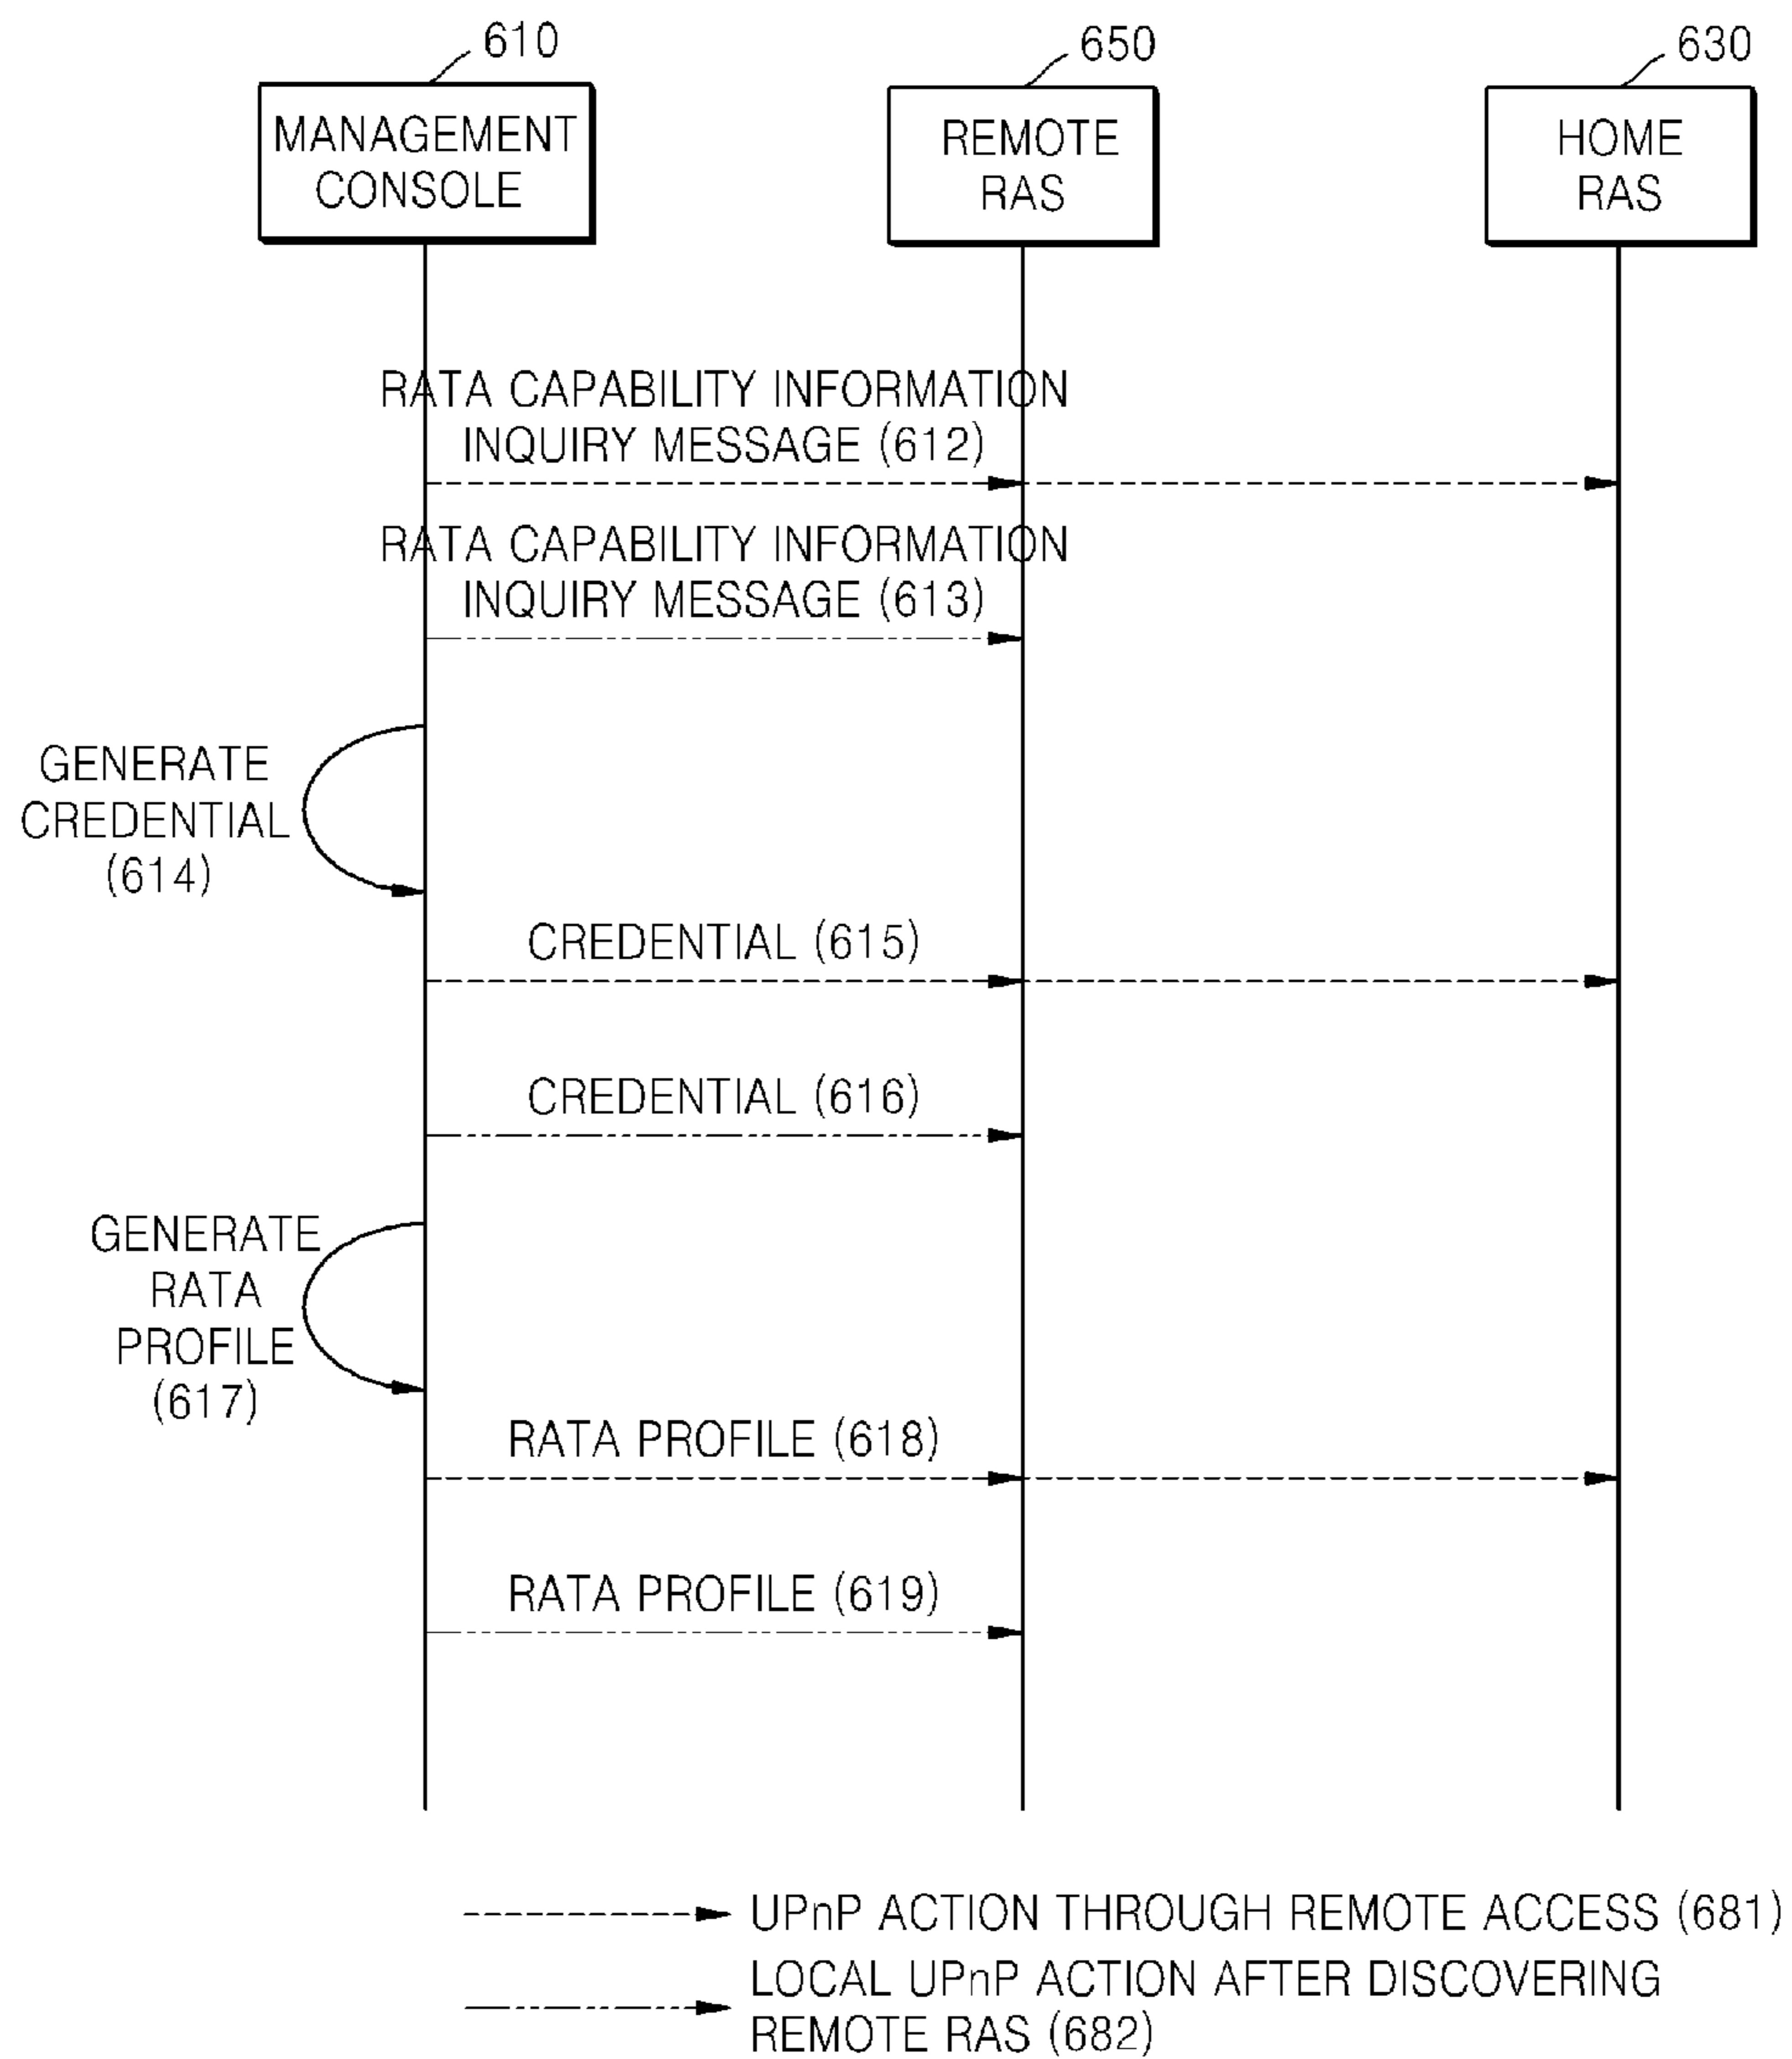 610
650
630
MANAGEMENT
CONSOLE
REMOTE
RAS
HOME
RAS
RATA CAPABILITY INFORMATION
INQUIRY MESSAGE (612)
RATA CAPABILITY INFORMATION
INQUIRY MESSAGE (613)
GENERATE
CREDENTIAL
(614)
CREDENTIAL (615)
CREDENTIAL (616)
GENERATE
RATA
PROFILE
(617)
RATA PROFILE (618)
RATA PROFILE (619)
UPnP ACTION THROUGH REMOTE ACCESS (681)
LOCAL UPnP ACTION AFTER DISCOVERING
REMOTE RAS (682)